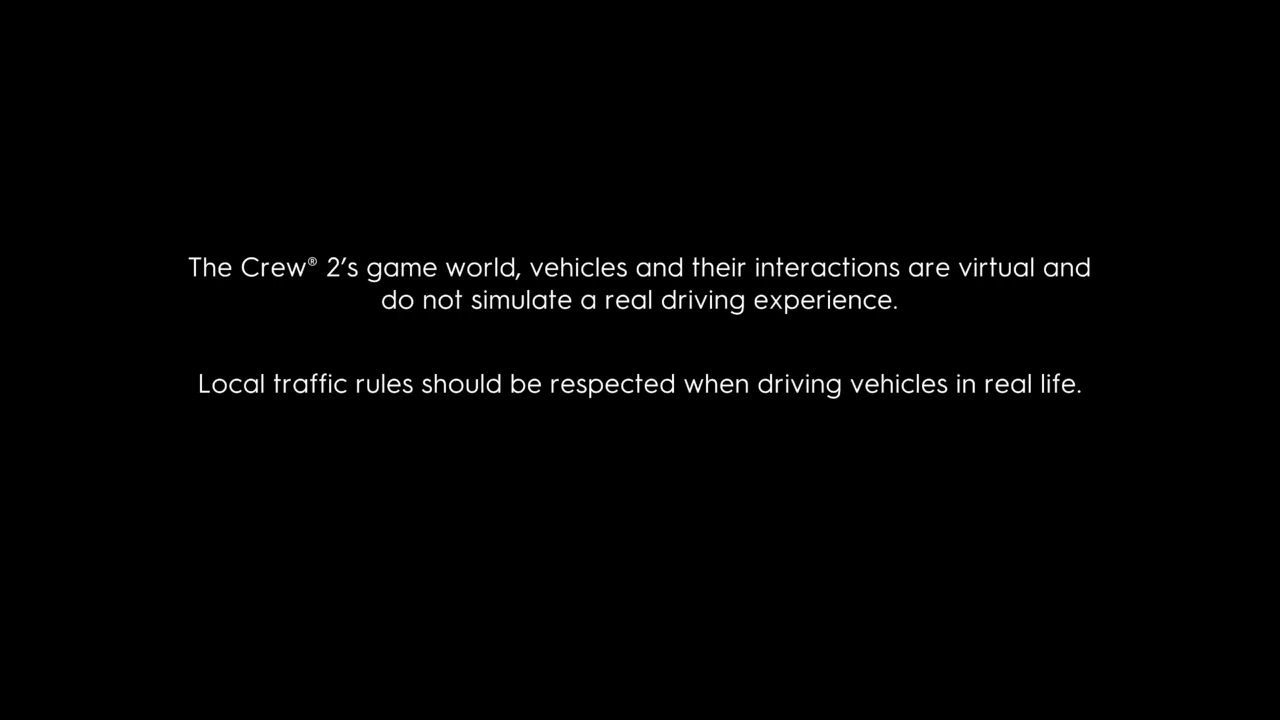 The Crew® 2’s game world, vehicles and their interactions are virtual and
do not simulate a real driving experience.
Local traffic rules should be respected when driving vehicles in real life.